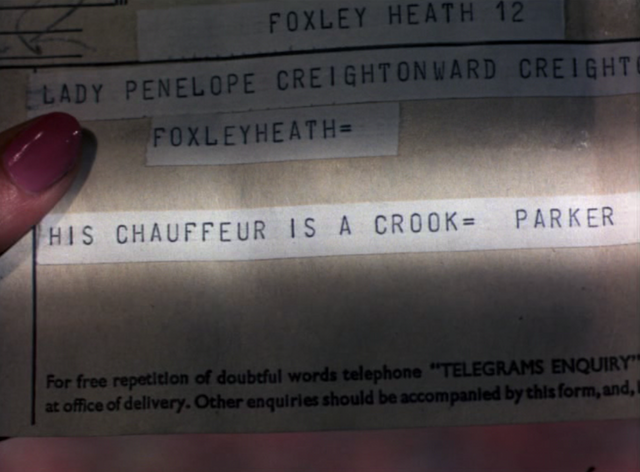 FOXLEY HEATH 12
LADY PENELOPE CREIGHTONWARD CREIGHT
FOXLEYHEATH=
HIS CHAUFFEUR IS A CROOK= PARKER
For free repetition of doubtful words telephone "TELEGRAMS ENQUIRY"
at office of delivery. Other enquiries should be accompanied by this form, and,